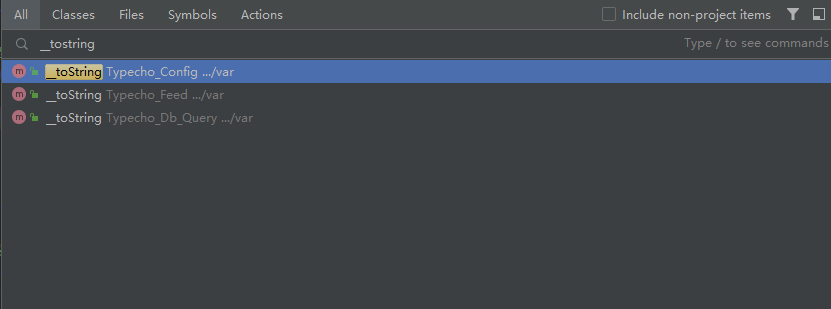 All Classes Files Symbols Actions Include non-project items
__tostring Type / to see commands
m __toString Typecho_Config .../var
m __toString Typecho_Feed .../var
m __toString Typecho_Db_Query .../var